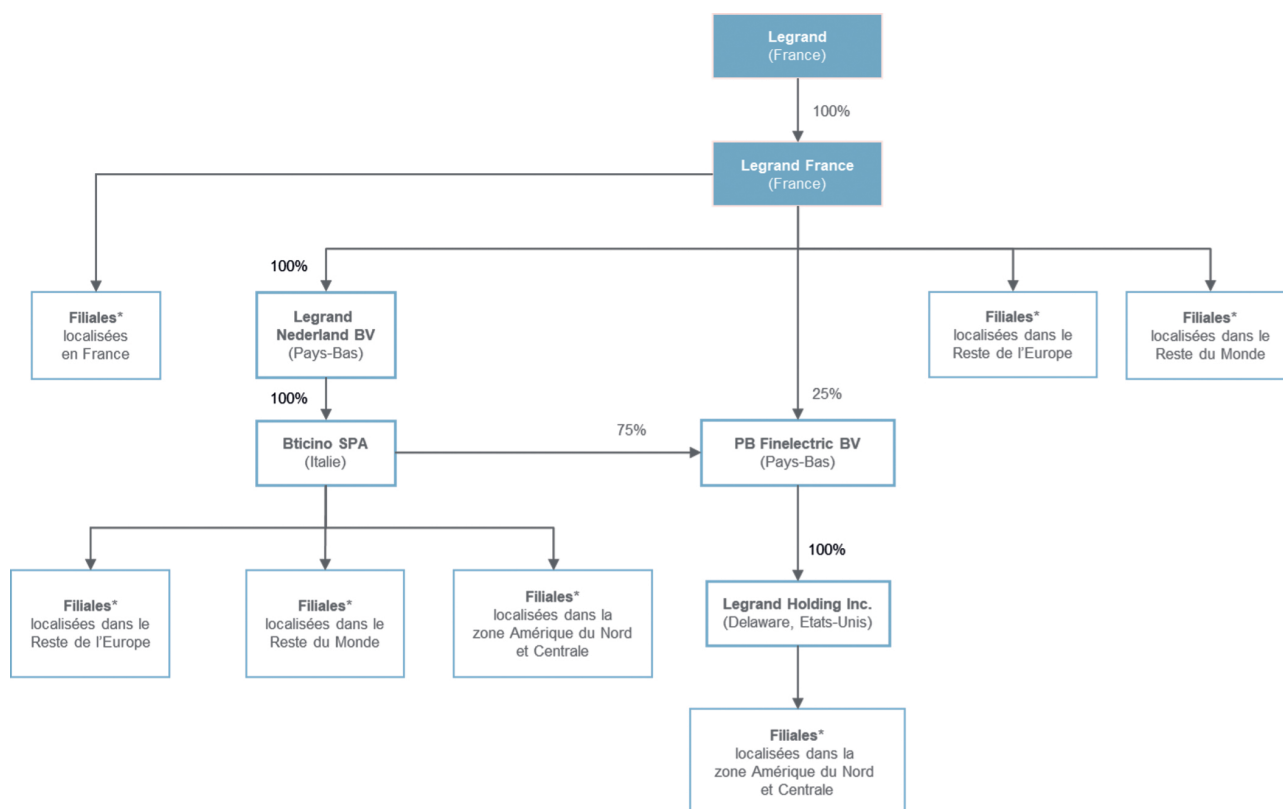 Legrand
(France)
100%
Legrand France
(France)
100%
Filiales*
localisées
en France
Legrand
Nederland BV
(Pays-Bas)
Filiales*
localisées dans le
Reste de l'Europe
Filiales*
localisées dans le
Reste du Monde
100%
25%
Bticino SPA
(Italie)
75%
PB Finelectric BV
(Pays-Bas)
100%
Filiales*
localisées dans le
Reste de l'Europe
Filiales*
localisées dans le
Reste du Monde
Filiales*
localisées dans la
zone Amérique du Nord
et Centrale
Legrand Holding Inc.
(Delaware, Etats-Unis)
Filiales*
localisées dans la
zone Amérique du Nord
et Centrale